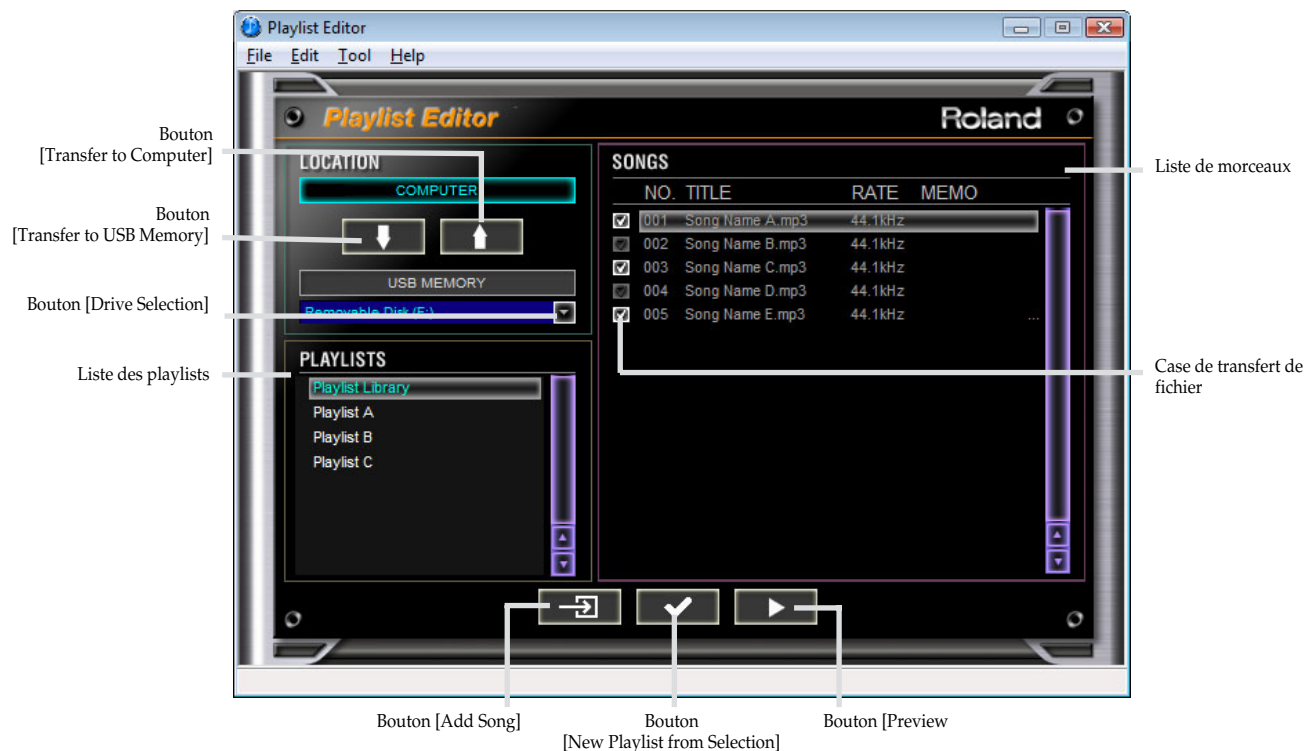 Playlist Editor
File Edit Tool Help
Playlist Editor
Roland
Bouton
[Transfer to Computer]
LOCATION
COMPUTER
Bouton
[Transfer to USB Memory]
USB MEMORY
Bouton [Drive Selection]
Removable Disk (F:)
Liste des playlists
PLAYLISTS
Playlist Library
Playlist A
Playlist B
Playlist C
SONGS
Liste de morceaux
NO. TITLE RATE MEMO
001 Song Name A.mp3 44.1kHz
002 Song Name B.mp3 44.1kHz
003 Song Name C.mp3 44.1kHz
004 Song Name D.mp3 44.1kHz
005 Song Name E.mp3 44.1kHz ...
Case de transfert de
fichier
Bouton [Add Song]
Bouton
[New Playlist from Selection]
Bouton [Preview